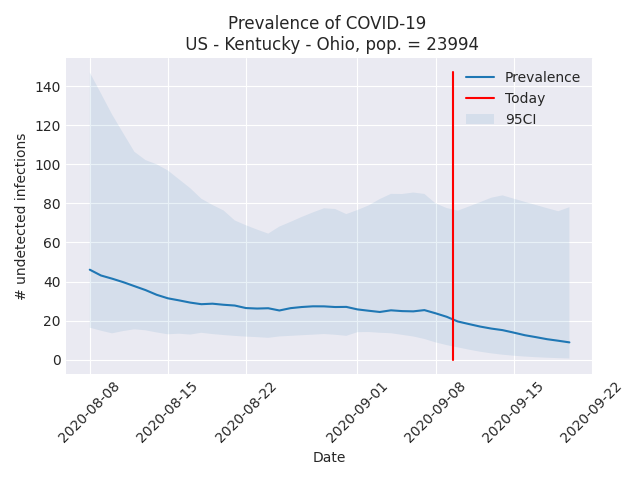 Prevalence of COVID-19
US - Kentucky - Ohio, pop. = 23994
Prevalence
Today
95CI
# undetected infections
140
120
100
80
60
40
20
0
2020-08-08
2020-08-15
2020-08-22
2020-09-01
2020-09-08
2020-09-15
2020-09-22
Date